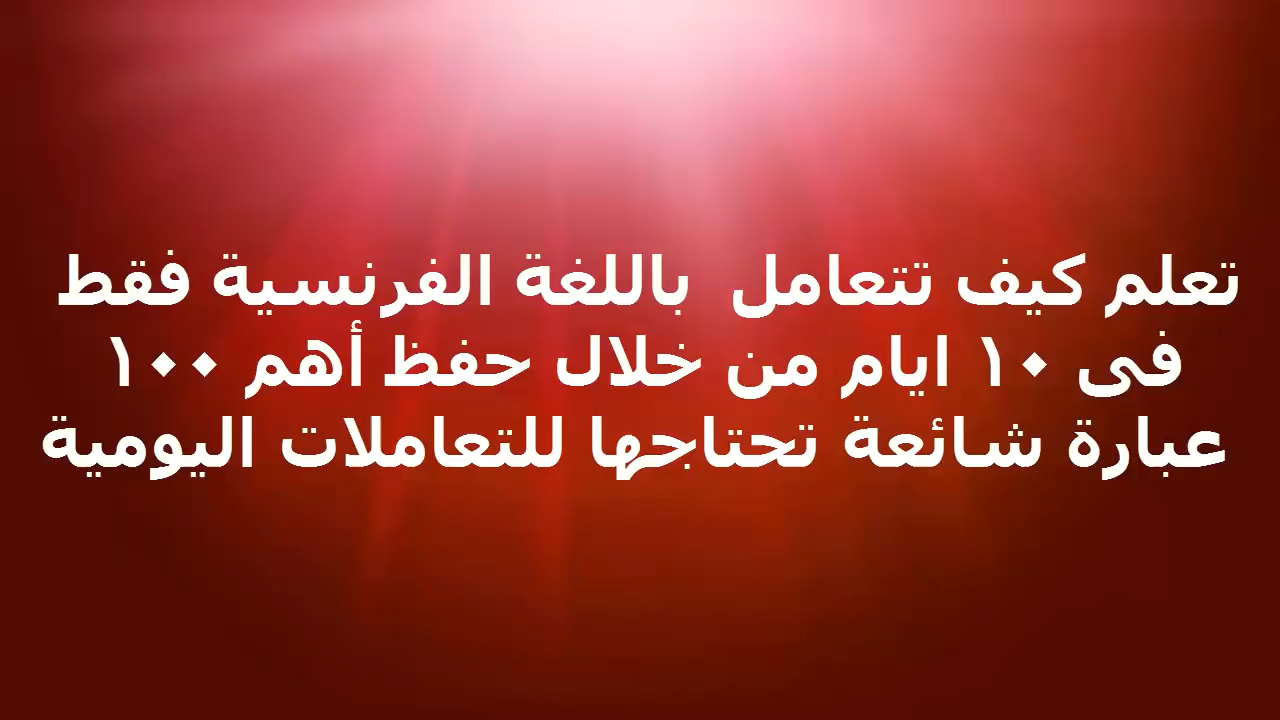 تعلم كيف تتعامل باللغة الفرنسية فقط
فى ١٠ ايام من خلال حفظ أهم ١٠٠
عبارة شائعة تحتاجها للتعاملات اليومية